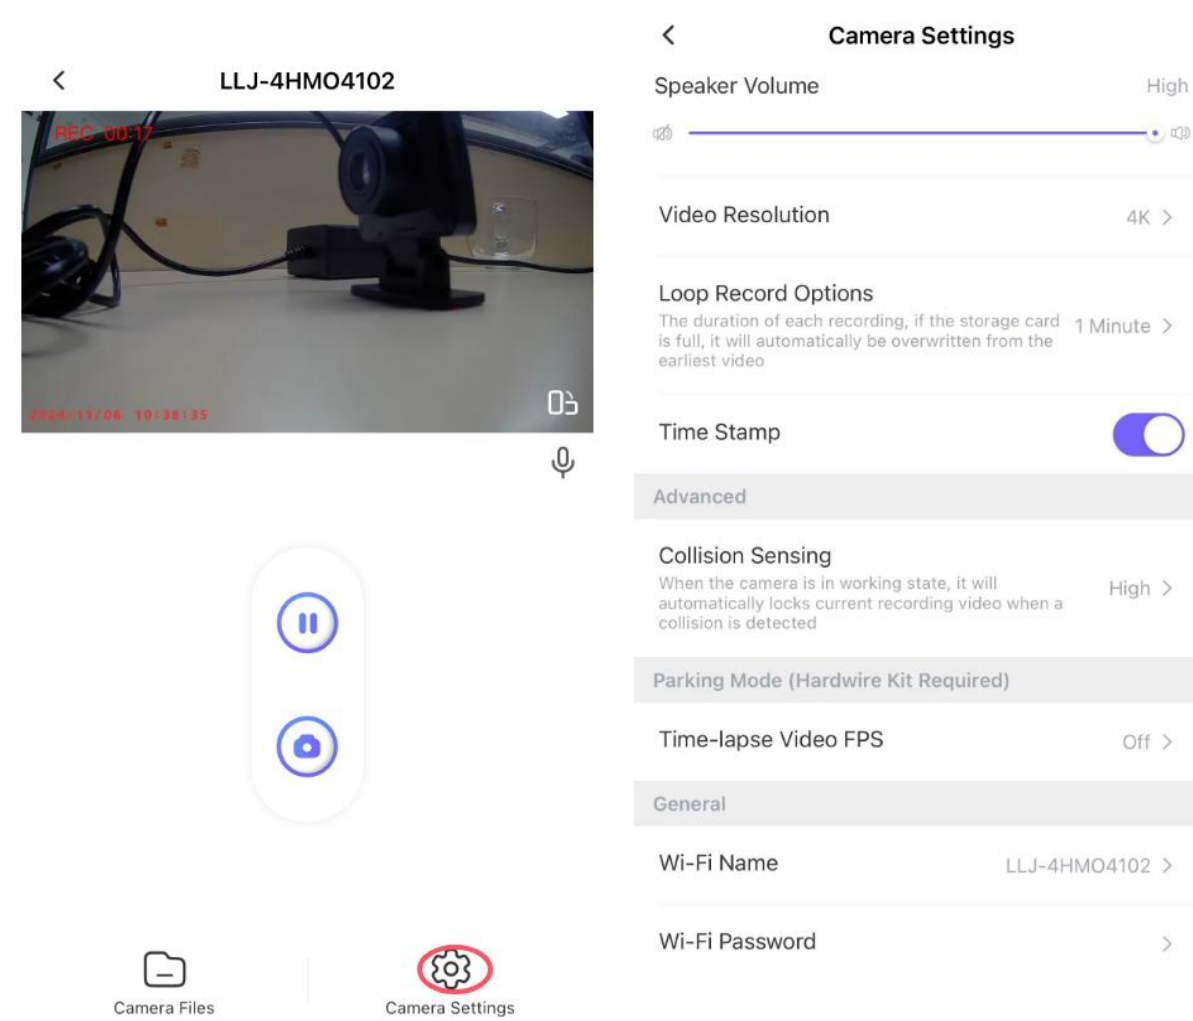 LLJ-4HMO4102
REC 00:17
2024/11/06 10:38:35
Camera Files
Camera Settings
Camera Settings
Speaker Volume
High
Video Resolution
4K
Loop Record Options
The duration of each recording, if the storage card
is full, it will automatically be overwritten from the
earliest video
1 Minute
Time Stamp
Advanced
Collision Sensing
When the camera is in working state, it will
automatically locks current recording video when a
collision is detected
High
Parking Mode (Hardwire Kit Required)
Time-lapse Video FPS
Off
General
Wi-Fi Name
LLJ-4HMO4102
Wi-Fi Password